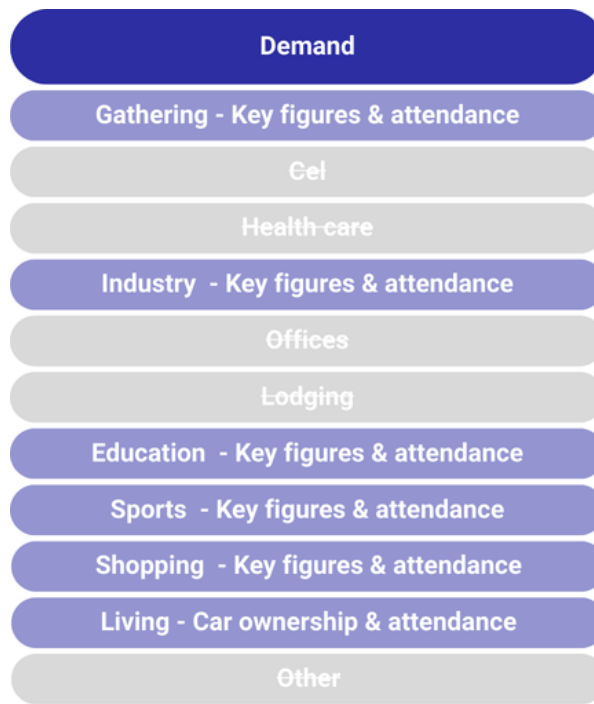 Demand
Gathering - Key figures & attendance
Cel
Health care
Industry - Key figures & attendance
Offices
Lodging
Education - Key figures & attendance
Sports - Key figures & attendance
Shopping - Key figures & attendance
Living - Car ownership & attendance
Other